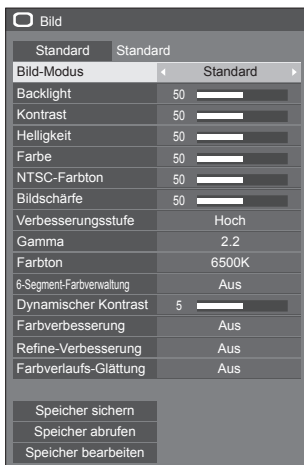 Bild
Standard Standard
Bild-Modus Standard
Backlight 50
Kontrast 50
Helligkeit 50
Farbe 50
NTSC-Farbton 50
Bildschärfe 50
Verbesserungsstufe Hoch
Gamma 2.2
Farbton 6500K
6-Segment-Farbverwaltung Aus
Dynamischer Kontrast 5
Farbverbesserung Aus
Refine-Verbesserung Aus
Farbverlaufs-Glättung Aus
Speicher sichern
Speicher abrufen
Speicher bearbeiten